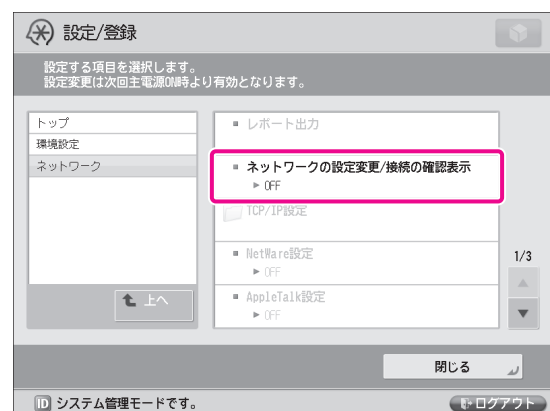 設定/登録
設定する項目を選択します。
設定変更は次回主電源ON時より有効となります。
トップ
環境設定
ネットワーク
上へ
レポート出力
ネットワークの設定変更/接続の確認表示
► OFF
TCP/IP設定
NetWare設定
► OFF
AppleTalk設定
► OFF
1/3
閉じる
ID システム管理モードです。
ログアウト